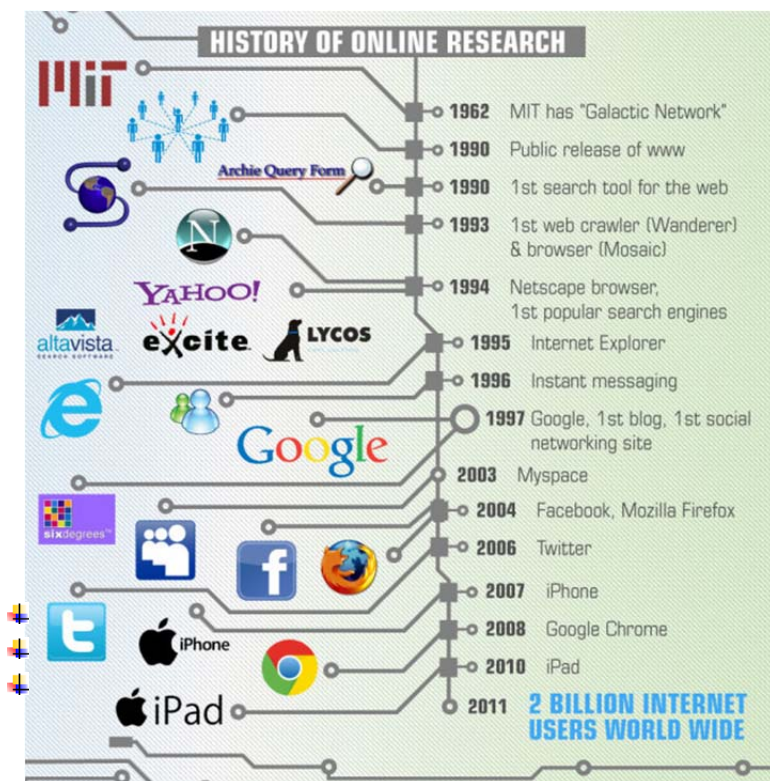 HISTORY OF ONLINE RESEARCH
MiT
1962 MIT has "Galactic Network"
1990 Public release of www
Archie Query Form
1990 1st search tool for the web
1993 1st web crawler (Wanderer)
& browser (Mosaic)
N
YAHOO!
1994 Netscape browser,
1st popular search engines
altavista
SEARCH SOFTWARE
excite
LYCOS
1995 Internet Explorer
1996 Instant messaging
Google
1997 Google, 1st blog, 1st social
networking site
2003 Myspace
sixdegrees™
2004 Facebook, Mozilla Firefox
f
2006 Twitter
t
2007 iPhone
iPhone
2008 Google Chrome
2010 iPad
iPad
2011 2 BILLION INTERNET
USERS WORLD WIDE